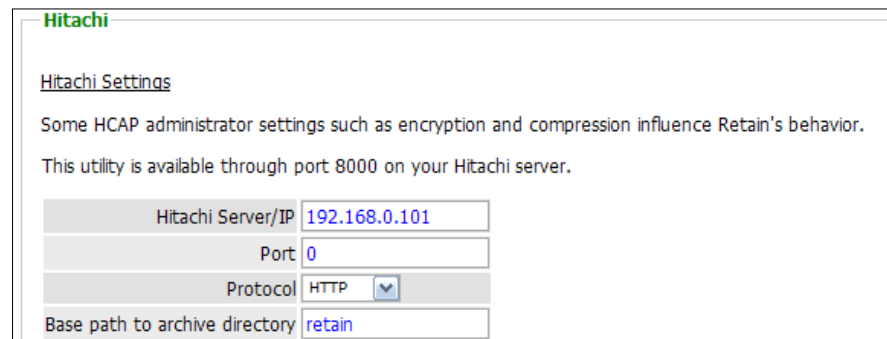 Hitachi
Hitachi Settings
Some HCAP administrator settings such as encryption and compression influence Retain's behavior.
This utility is available through port 8000 on your Hitachi server.
Hitachi Server/IP 192.168.0.101
Port 0
Protocol HTTP
Base path to archive directory retain